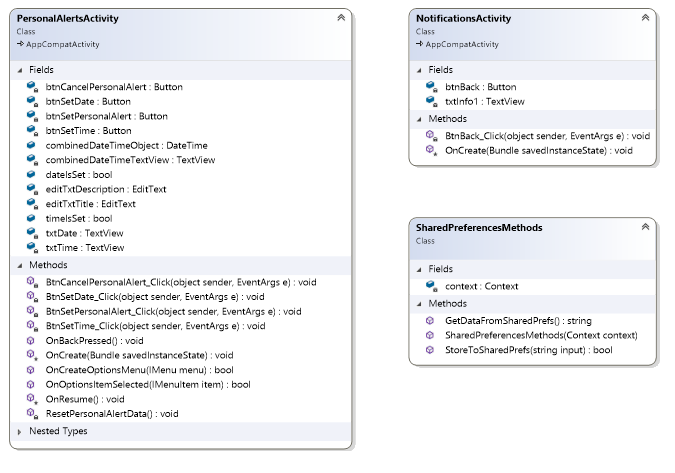 PersonalAlertsActivity
Class
AppCompatActivity
Fields
btnCancelPersonalAlert : Button
btnSetDate : Button
btnSetPersonalAlert : Button
btnSetTime : Button
combinedDateTimeObject : DateTime
combinedDateTimeTextView : TextView
dateIsSet : bool
editTxtDescription : EditText
editTxtTitle : EditText
timeIsSet : bool
txtDate : TextView
txtTime : TextView
Methods
BtnCancelPersonalAlert_Click(object sender, EventArgs e) : void
BtnSetDate_Click(object sender, EventArgs e) : void
BtnSetPersonalAlert_Click(object sender, EventArgs e) : void
BtnSetTime_Click(object sender, EventArgs e) : void
OnBackPressed() : void
OnCreate(Bundle savedInstanceState) : void
OnCreateOptionsMenu(IMenu menu) : bool
OnOptionsItemSelected(IMenuItem item) : bool
OnResume() : void
ResetPersonalAlertData() : void
Nested Types
NotificationsActivity
Class
AppCompatActivity
Fields
btnBack : Button
txtInfo1 : TextView
Methods
BtnBack_Click(object sender, EventArgs e) : void
OnCreate(Bundle savedInstanceState) : void
SharedPreferencesMethods
Class
Fields
context : Context
Methods
GetDataFromSharedPrefs() : string
SharedPreferencesMethods(Context context)
StoreToSharedPrefs(string input) : bool